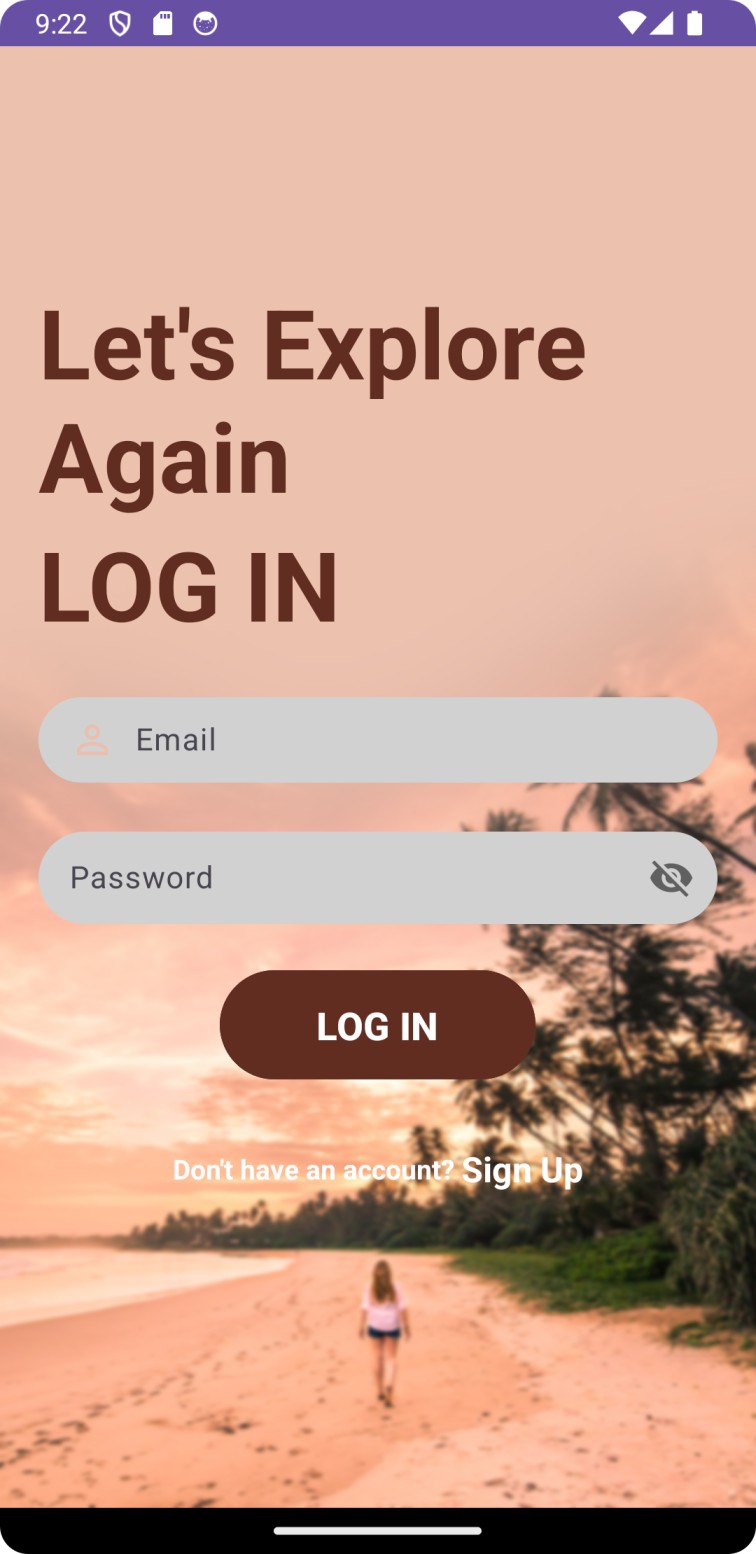 9:22
Let's Explore
Again
LOG IN
Email
Password
LOG IN
Don't have an account? Sign Up